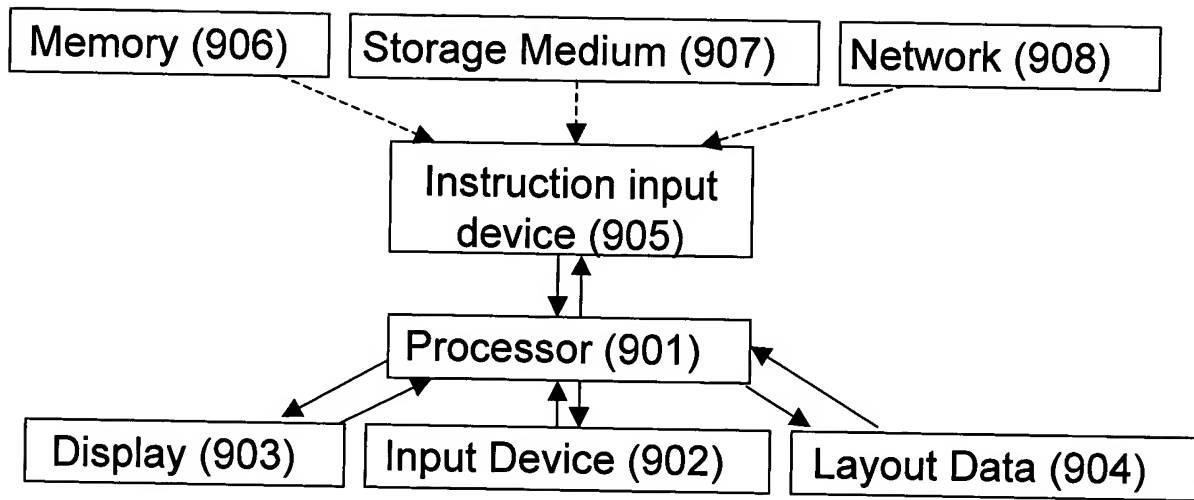 Memory (906)
Storage Medium (907)
Network (908)
Instruction input
device (905)
Processor (901)
Display (903)
Input Device (902)
Layout Data (904)